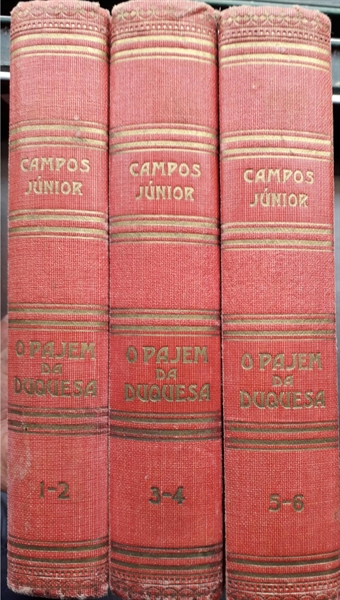 CAMPOS
JÚNIOR
O PAJEM
DA
DUQUESA
1-2
CAMPOS
JÚNIOR
O PAJEM
DA
DUQUESA
3-4
CAMPOS
JÚNIOR
O PAJEM
DA
DUQUESA
5-6